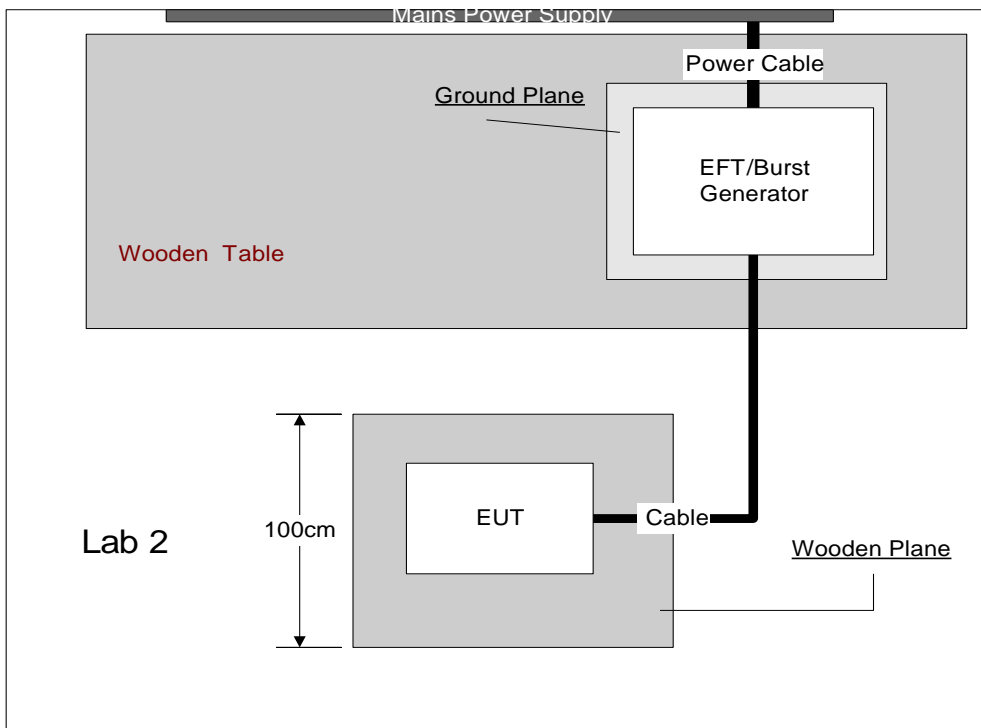 Mains Power Supply
Power Cable
Ground Plane
EFT/Burst
Generator
Wooden Table
EUT
Cable
100cm
Lab 2
Wooden Plane